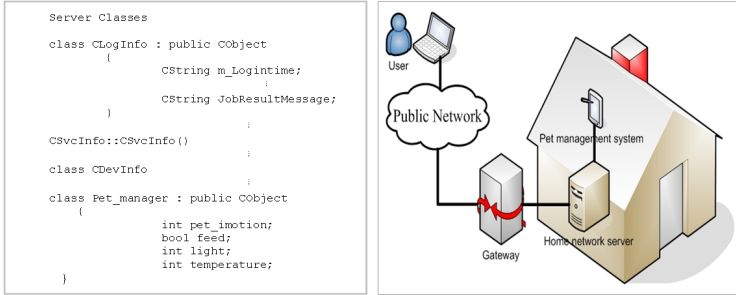 Server Classes
class CLogInfo : public CObject
{
CString m_Logintime;
⋮
CString JobResultMessage;
}
⋮
CSvcInfo::CSvcInfo()
⋮
class CDevInfo
⋮
class Pet_manager : public CObject
{
int pet_imotion;
bool feed;
int light;
int temperature;
}
User
Public Network
Pet management system
Gateway
Home network server